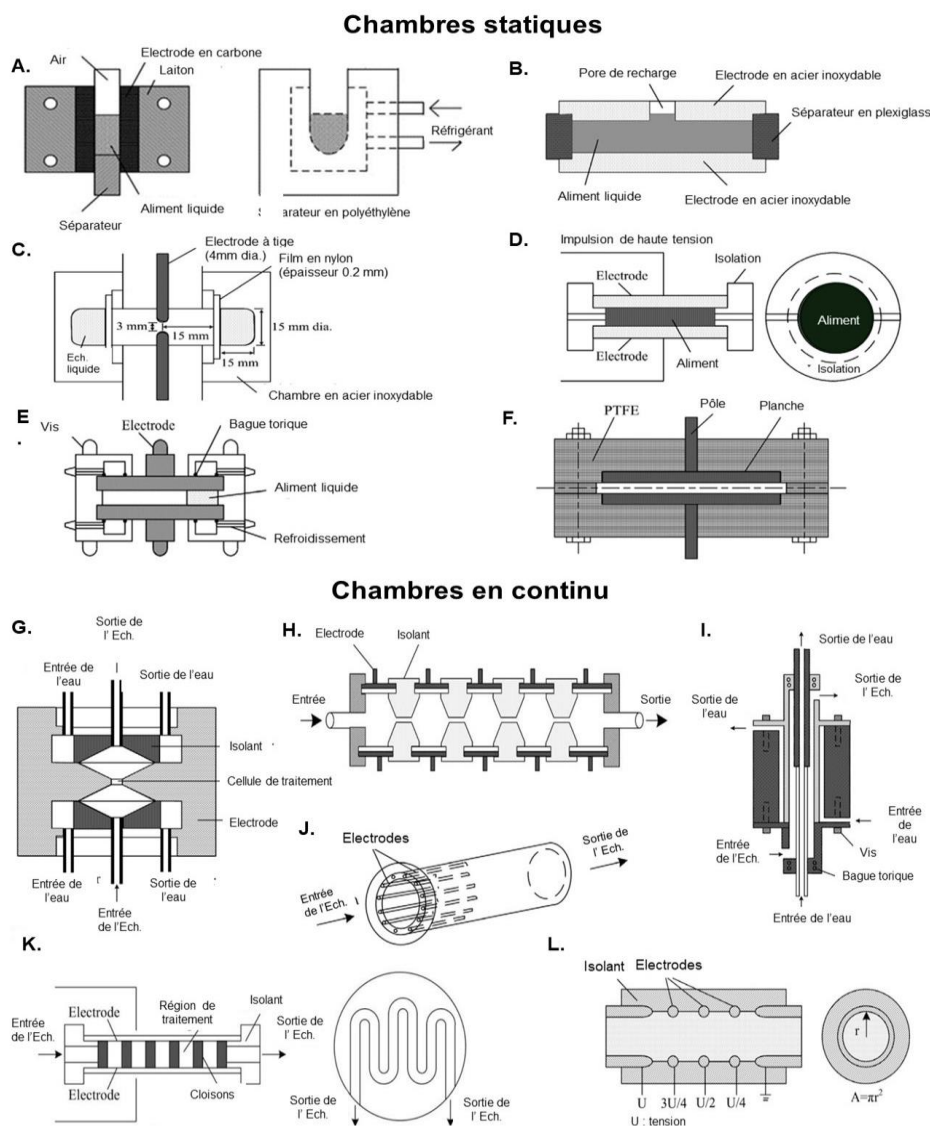 Chambres statiques
A.
Air
Electrode en carbone
Laiton
Réfrigérant
Aliment liquide
Séparateur
parateur en polyéthylène
B.
Pore de recharge
Electrode en acier inoxydable
Séparateur en plexiglass
Aliment liquide
Electrode en acier inoxydable
C.
Electrode à tige
(4mm dia.)
Film en nylon
(épaisseur 0.2 mm)
3 mm
15 mm
15 mm dia.
15 mm
Ech.
liquide
Chambre en acier inoxydable
D.
Impulsion de haute tension
Isolation
Electrode
Electrode
Aliment
Aliment
Isolation
E
.
Vis
Electrode
Bague torique
Aliment liquide
Refroidissement
F.
PTFE
Pôle
Planche
Chambres en continu
G.
Sortie de
l' Ech.
Entrée de
l'eau
Sortie de l'eau
Isolant
Cellule de traitement
Electrode
Entrée de
l'eau
Entrée
de l'Ech.
Sortie de
l'eau
H.
Electrode
Isolant
Entrée
Sortie
I.
Sortie de l'eau
Sortie de
l' Ech.
Sortie de
l'eau
Entrée
de
l'eau
Entrée
de l'Ech.
Vis
Bague torique
Entrée de l'eau
J.
Electrodes
Sortie de
l' Ech.
Entrée
de l'Ech.
K.
Electrode
Région de
traitement
Isolant
Entrée
de l'Ech.
Sortie de
l' Ech.
Electrode
Cloisons
Sortie de
l' Ech.
Sortie de
l' Ech.
L.
Isolant
Electrodes
U
3U/4
U/2
U/4
U : tension
r
A=πr²